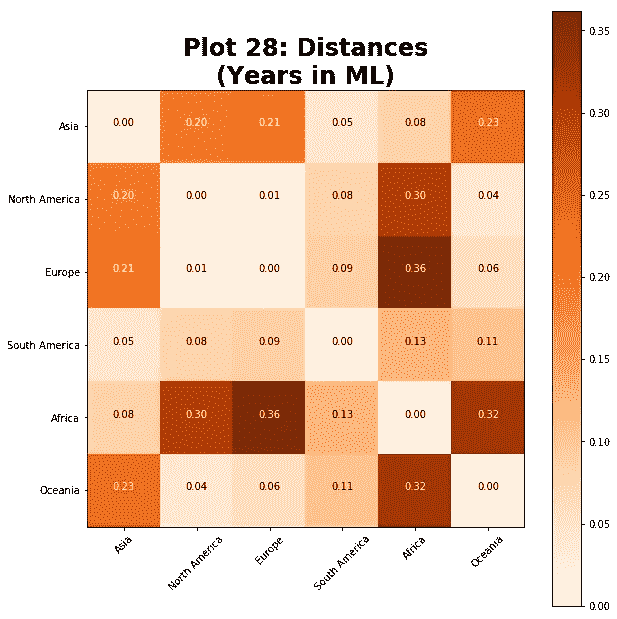 Plot 28: Distances
(Years in ML)
Asia 0.00 0.20 0.21 0.05 0.08 0.23
North America 0.20 0.00 0.01 0.08 0.30 0.04
Europe 0.21 0.01 0.00 0.09 0.36 0.06
South America 0.05 0.08 0.09 0.00 0.13 0.11
Africa 0.08 0.30 0.36 0.13 0.00 0.32
Oceania 0.23 0.04 0.06 0.11 0.32 0.00
Asia North America Europe South America Africa Oceania
0.35
0.30
0.25
0.20
0.15
0.10
0.05
0.00